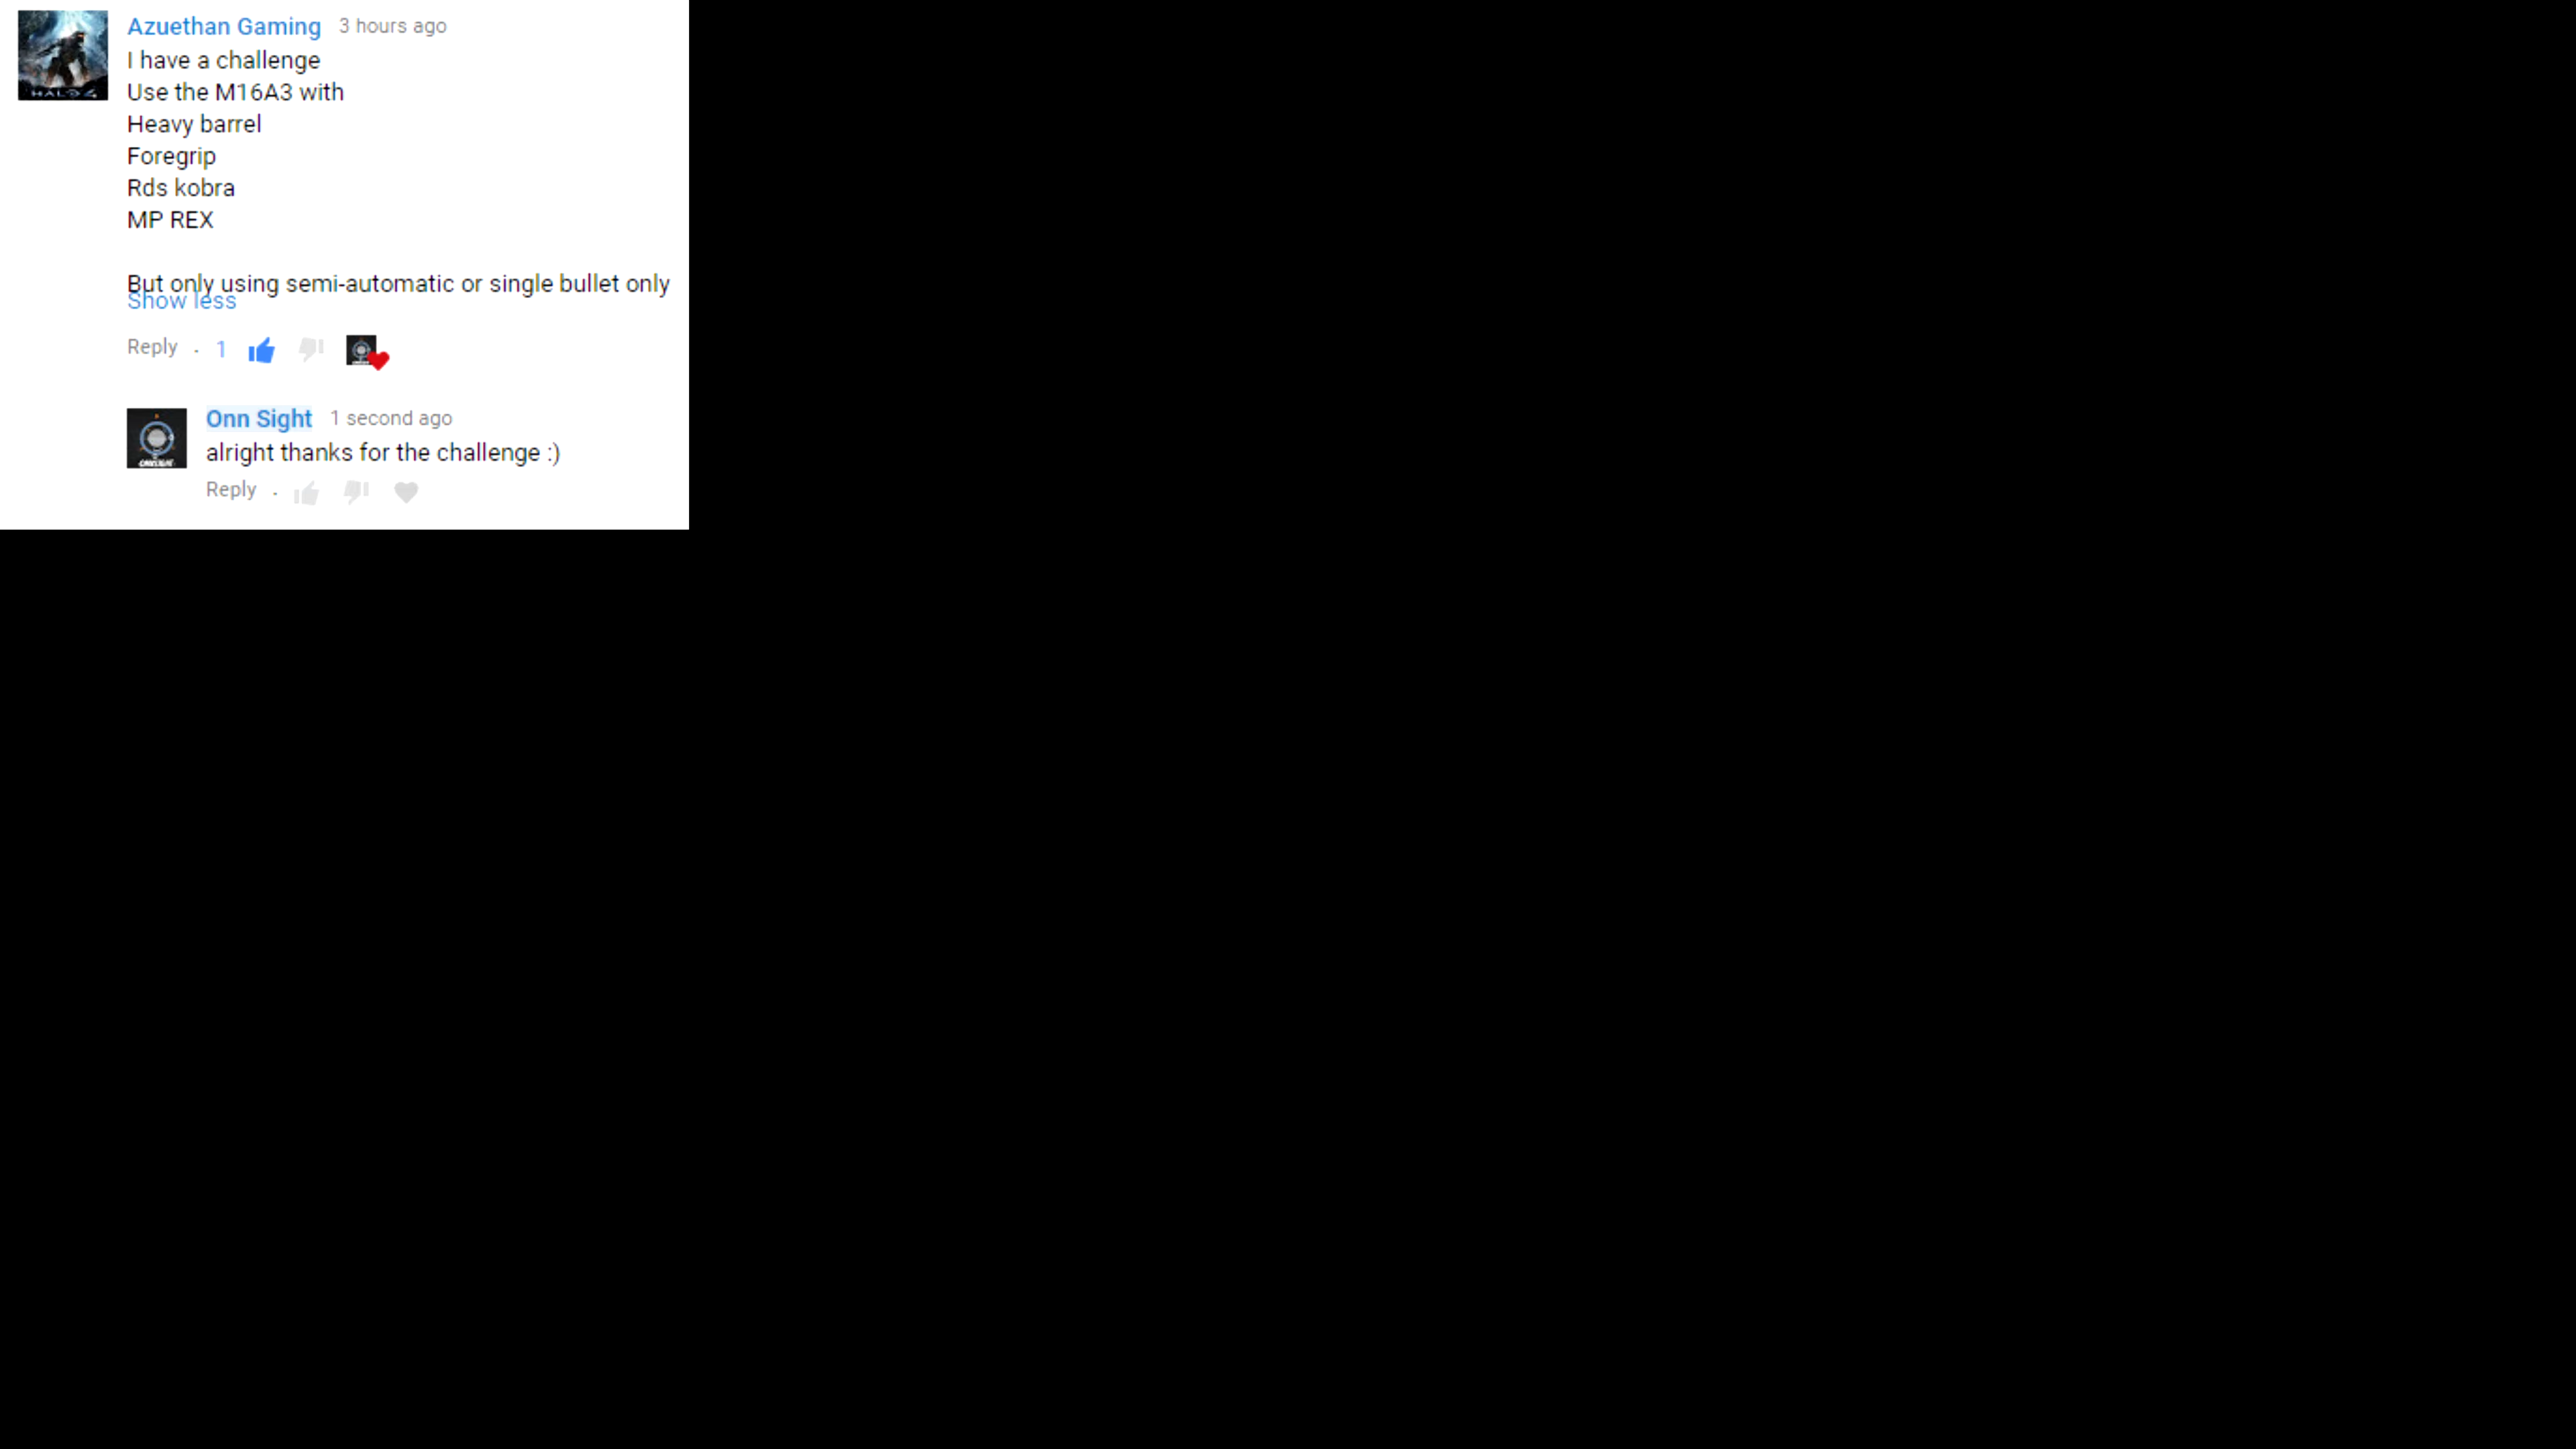 Azuethan Gaming 3 hours ago
I have a challenge
Use the M16A3 with
Heavy barrel
Foregrip
Rds kobra
MP REX
But only using semi-automatic or single bullet only
Show less
Reply . 1
HALO 4
Onn Sight 1 second ago
alright thanks for the challenge :)
Reply .